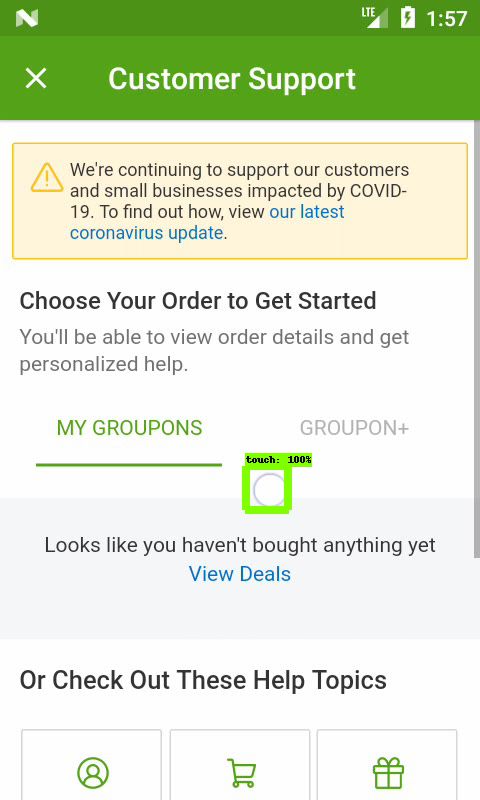 LTE 1:57
Customer Support
We're continuing to support our customers
and small businesses impacted by COVID-
19. To find out how, view our latest
coronavirus update.
Choose Your Order to Get Started
You'll be able to view order details and get
personalized help.
MY GROUPONS GROUPON+
touch: 100%
Looks like you haven't bought anything yet
View Deals
Or Check Out These Help Topics